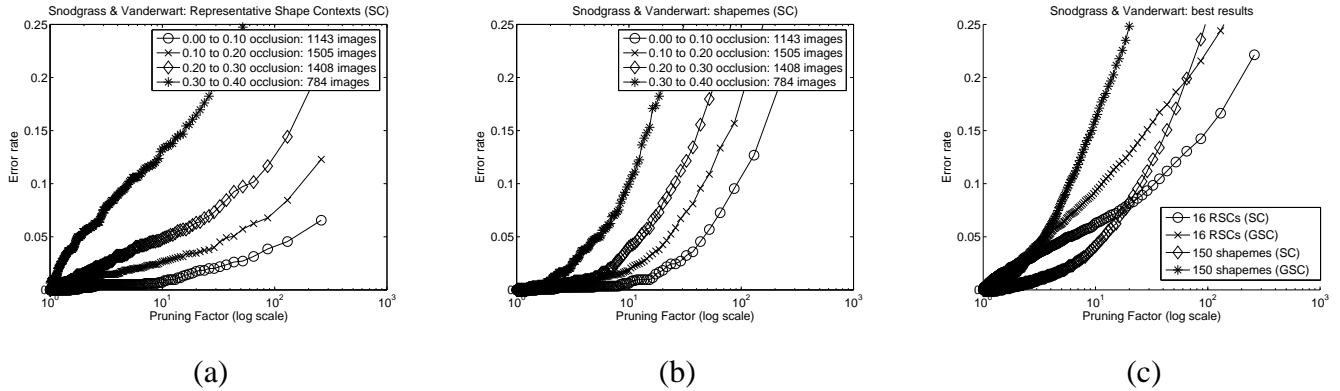 Snodgrass & Vanderwart: Representative Shape Contexts (SC)
0.00 to 0.10 occlusion: 1143 images
0.10 to 0.20 occlusion: 1505 images
0.20 to 0.30 occlusion: 1408 images
0.30 to 0.40 occlusion: 784 images
0.2
0.15
0.1
0.05
0
Error rate
10^0
10^1
10^2
10^3
Pruning Factor (log scale)
(a)
Snodgrass & Vanderwart: shapemes (SC)
0.00 to 0.10 occlusion: 1143 images
0.10 to 0.20 occlusion: 1505 images
0.20 to 0.30 occlusion: 1408 images
0.30 to 0.40 occlusion: 784 images
0.2
0.15
0.1
0.05
0
Error rate
10^0
10^1
10^2
10^3
Pruning Factor (log scale)
(b)
Snodgrass & Vanderwart: best results
0.25
0.2
0.15
0.1
0.05
0
Error rate
16 RSCs (SC)
16 RSCs (GSC)
150 shapemes (SC)
150 shapemes (GSC)
10^0
10^1
10^2
10^3
Pruning Factor (log scale)
(c)